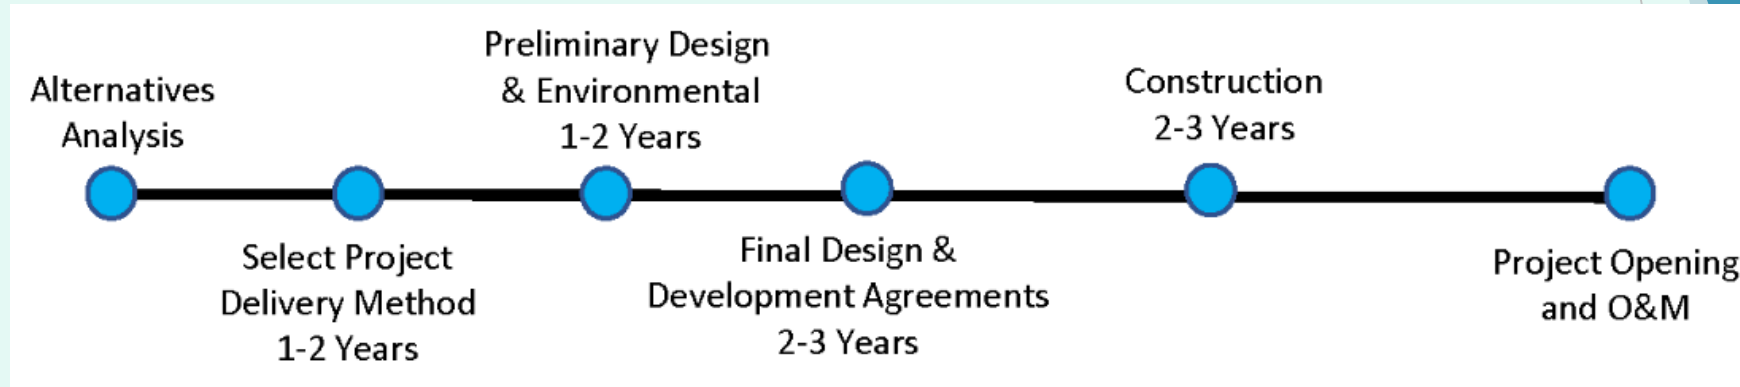 Alternatives
Analysis
Select Project
Delivery Method
1-2 Years
Preliminary Design
& Environmental
1-2 Years
Final Design &
Development Agreements
2-3 Years
Construction
2-3 Years
Project Opening
and O&M